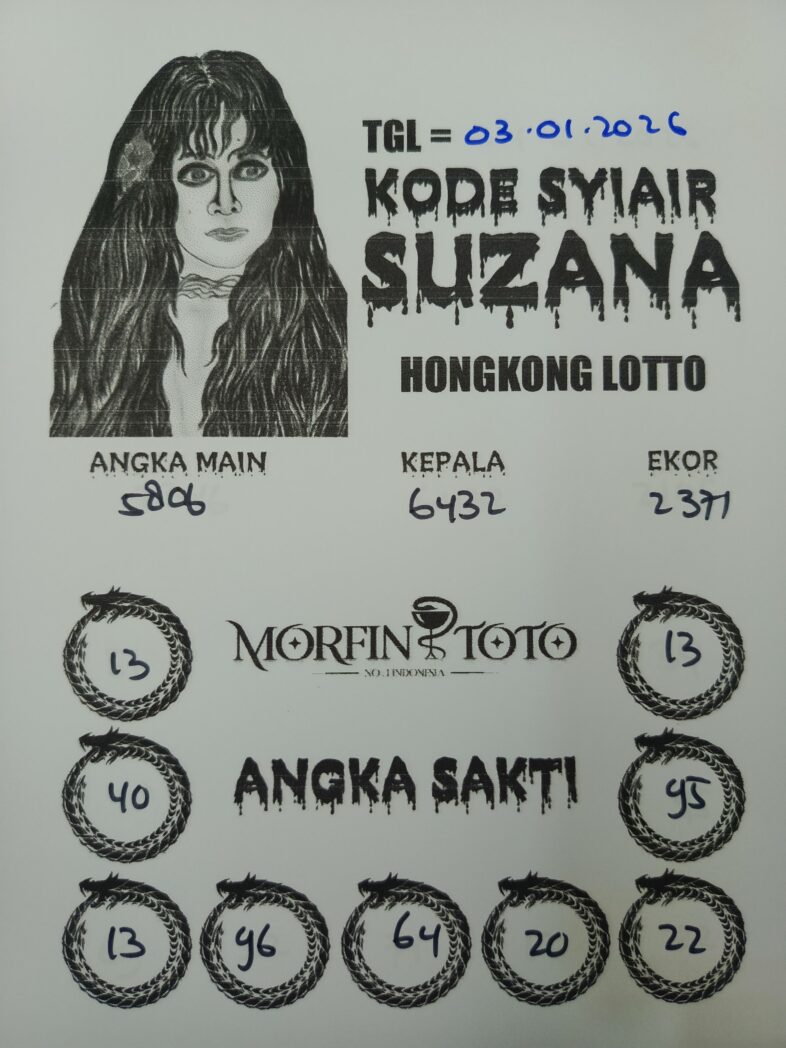 TGL = 03.01.2026
KODE SYIAIR
SUZANA
HONGKONG LOTTO
ANGKA MAIN KEPALA EKOR
5806 6432 2371
13 MORFIN TOTO 13
NO.1 INDONESIA
40 ANGKA SAKTI 95
13 96 64 20 22